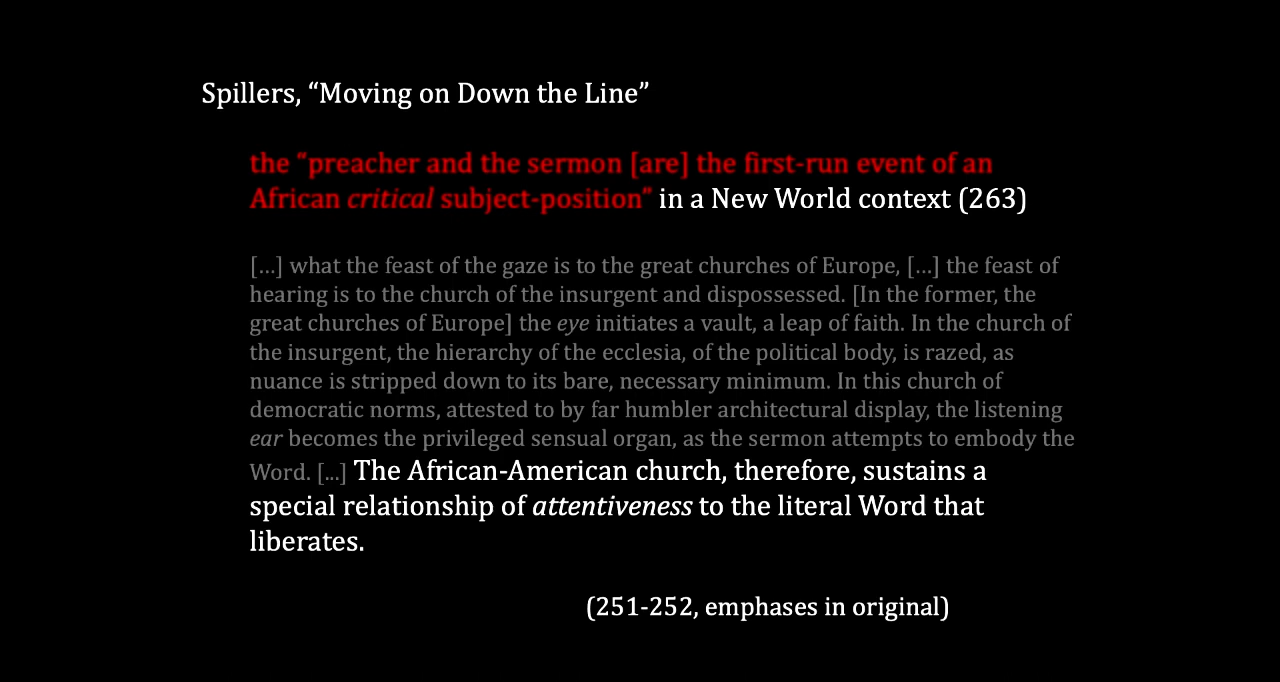 Spillers, “Moving on Down the Line”
the “preacher and the sermon [are] the first-run event of an
African critical subject-position” in a New World context (263)
[…] what the feast of the gaze is to the great churches of Europe, […] the feast of
hearing is to the church of the insurgent and dispossessed. [In the former, the
great churches of Europe] the eye initiates a vault, a leap of faith. In the church of
the insurgent, the hierarchy of the ecclesia, of the political body, is razed, as
nuance is stripped down to its bare, necessary minimum. In this church of
democratic norms, attested to by far humbler architectural display, the listening
ear becomes the privileged sensual organ, as the sermon attempts to embody the
Word. [...] The African-American church, therefore, sustains a
special relationship of attentiveness to the literal Word that
liberates.
(251-252, emphases in original)